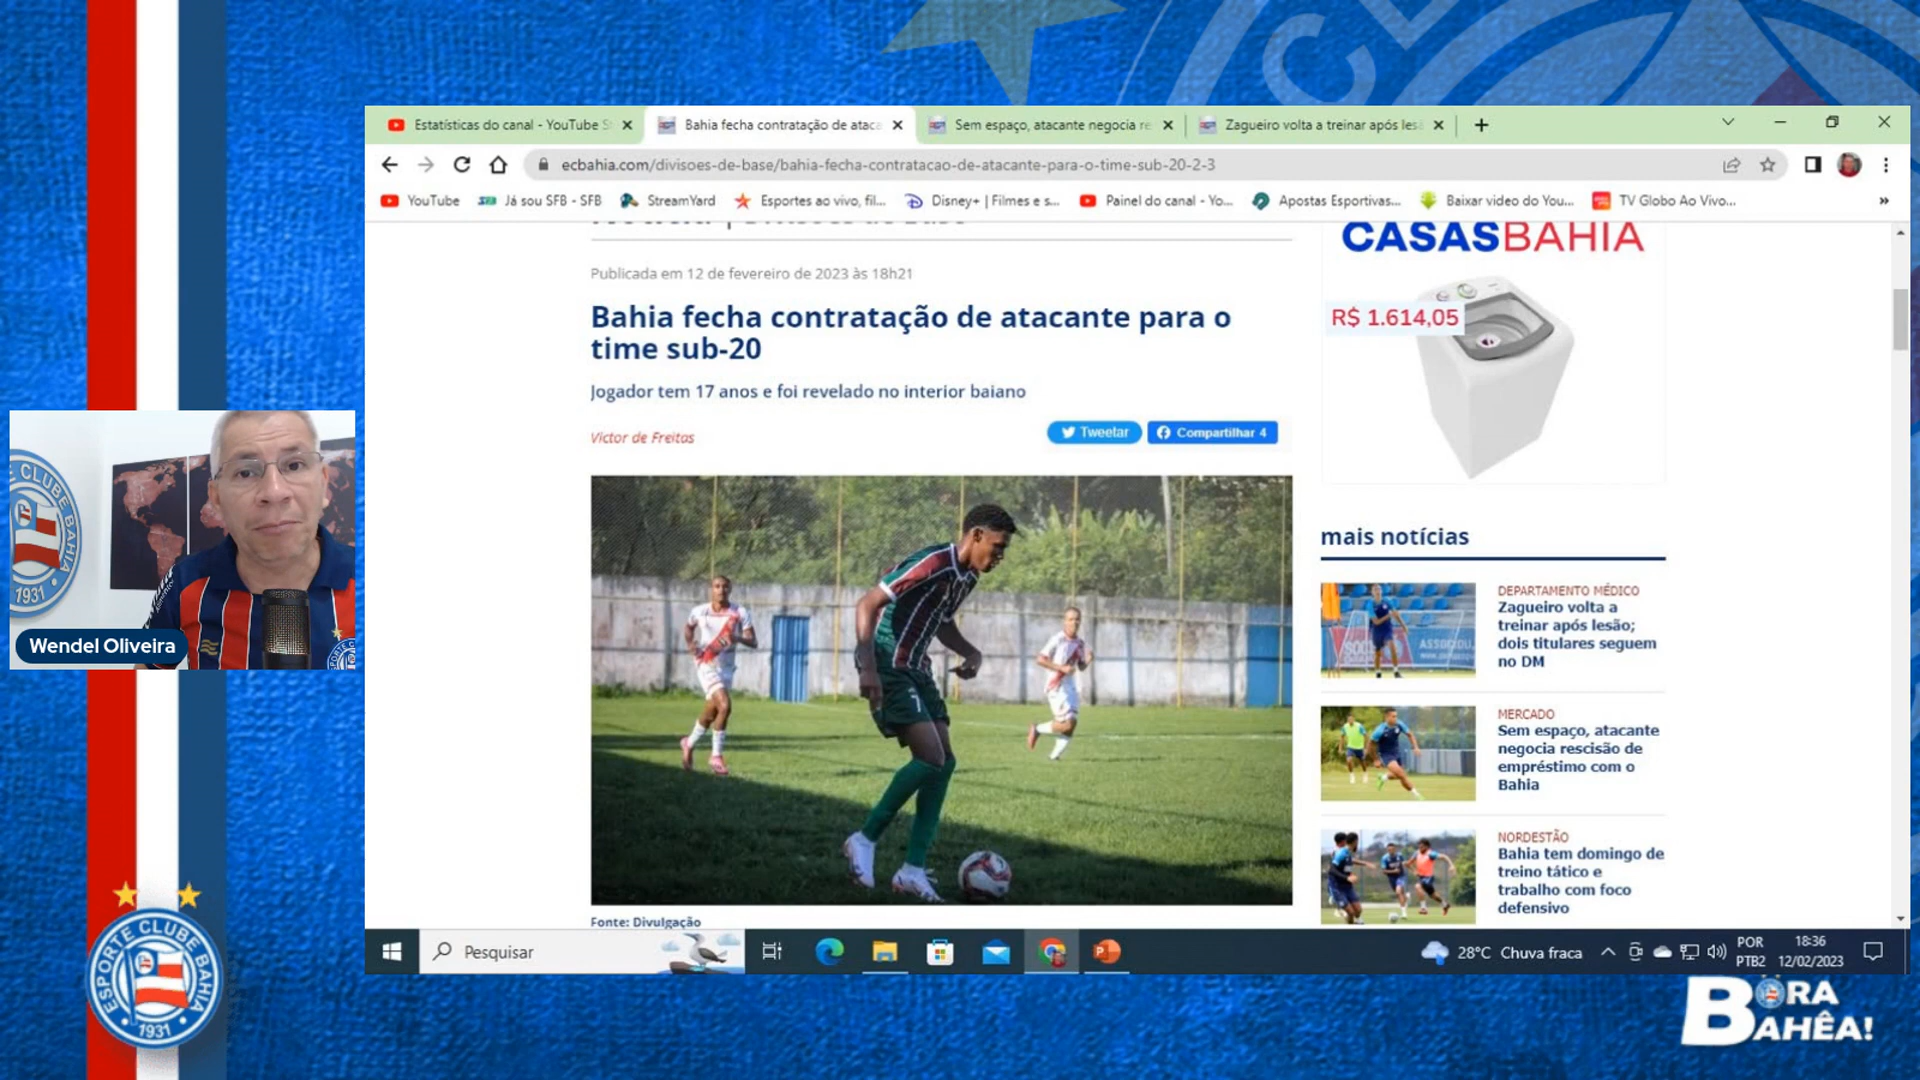 Estatísticas do canal - YouTube S
Bahia fecha contratação de ataca
Sem espaço, atacante negocia re
Zagueiro volta a treinar após les
ecbahia.com/divisoes-de-base/bahia-fecha-contratacao-de-atacante-para-o-time-sub-20-2-3
YouTube
Já sou SFB - SFB
StreamYard
Esportes ao vivo, fil...
Disney+ | Filmes e s...
Painel do canal - Yo...
Apostas Esportivas...
Baixar video do You...
TV Globo Ao Vivo...
»
Publicada em 12 de fevereiro de 2023 às 18h21
Bahia fecha contratação de atacante para o
time sub-20
Jogador tem 17 anos e foi revelado no interior baiano
Victor de Freitas
Tweetar
Compartilhar 4
Fonte: Divulgação
CASASBAHIA
R$ 1.614,05
mais notícias
DEPARTAMENTO MÉDICO
Zagueiro volta a
treinar após lesão;
dois titulares seguem
no DM
MERCADO
Sem espaço, atacante
negocia rescisão de
empréstimo com o
Bahia
NORDESTÃO
Bahia tem domingo de
treino tático e
trabalho com foco
defensivo
Wendel Oliveira
Pesquisar
28°C Chuva fraca
POR
PTB2
18:36
12/02/2023
ESPORTE CLUBE BAHIA
1931
BORA
BAHÊA!